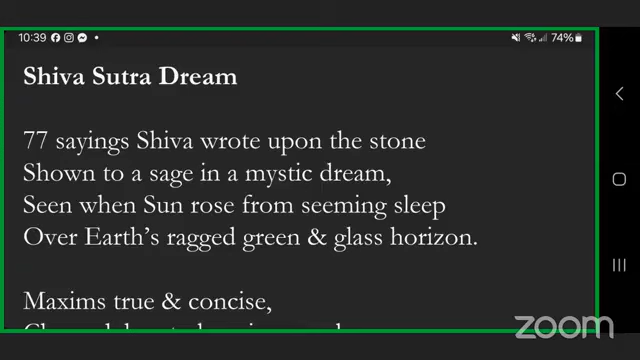 10:39
74%
Shiva Sutra Dream
77 sayings Shiva wrote upon the stone
Shown to a sage in a mystic dream,
Seen when Sun rose from seeming sleep
Over Earth's ragged green & glass horizon.
Maxims true & concise,
zoom